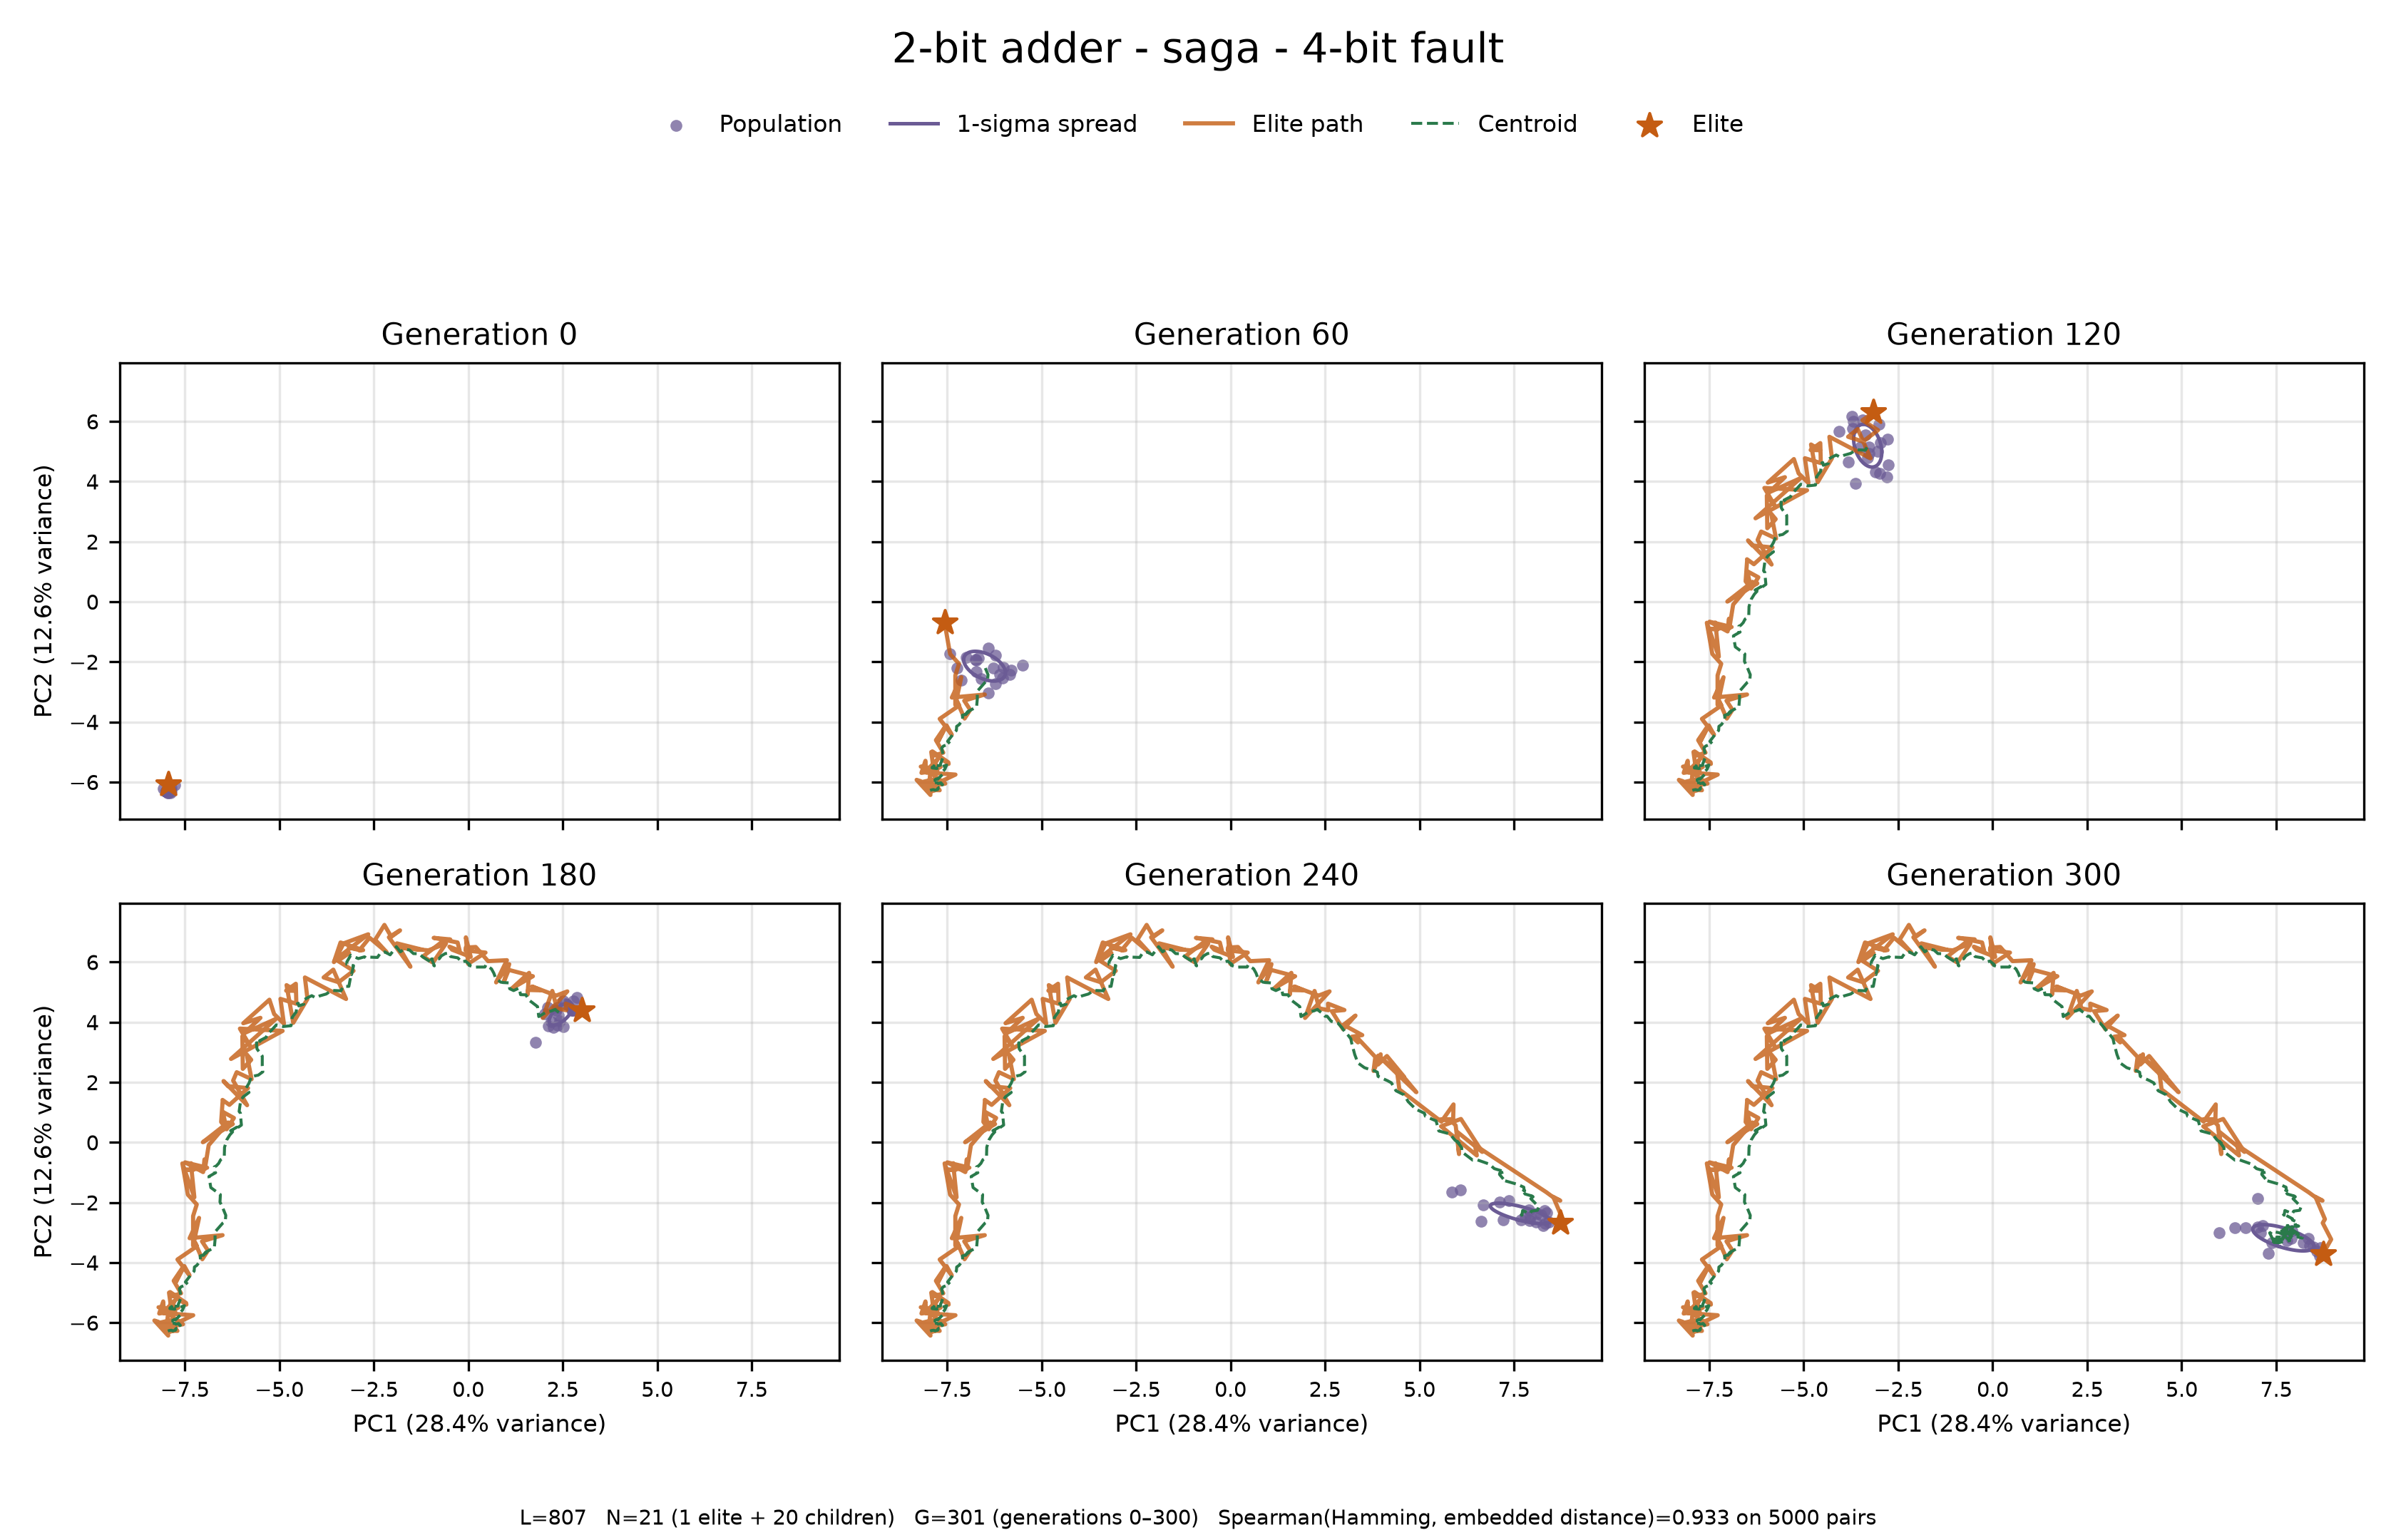 2-bit adder - saga - 4-bit fault
Population 1-sigma spread Elite path Centroid Elite
Generation 0 Generation 60 Generation 120
PC2 (12.6% variance)
6
4
2
0
−2
−4
−6
Generation 180 Generation 240 Generation 300
PC2 (12.6% variance)
6
4
2
0
−2
−4
−6
−7.5 −5.0 −2.5 0.0 2.5 5.0 7.5 −7.5 −5.0 −2.5 0.0 2.5 5.0 7.5 −7.5 −5.0 −2.5 0.0 2.5 5.0 7.5
PC1 (28.4% variance) PC1 (28.4% variance) PC1 (28.4% variance)
L=807 N=21 (1 elite + 20 children) G=301 (generations 0–300) Spearman(Hamming, embedded distance)=0.933 on 5000 pairs